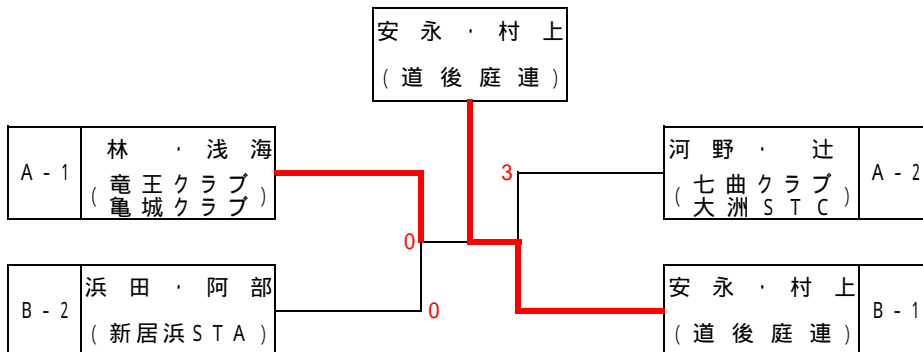 安永・村上
(道後庭連)
A-1
林・浅海
(竜王クラブ
亀城クラブ)
3
河野・辻
(七曲クラブ
大洲STC)
A-2
0
B-2
浜田・阿部
(新居浜STA)
0
安永・村上
(道後庭連)
B-1